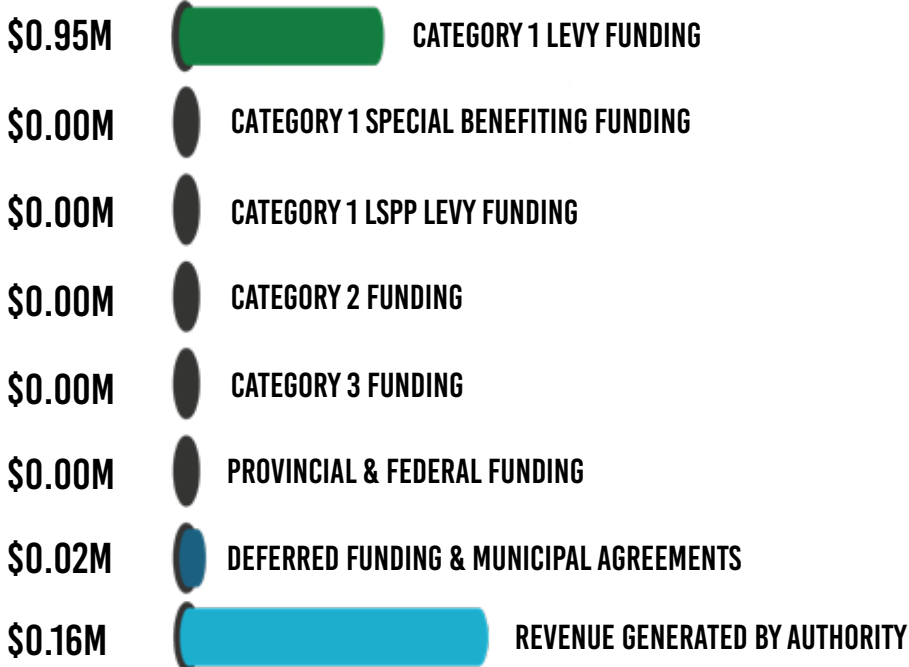 $0.95M CATEGORY 1 LEVY FUNDING
$0.00M CATEGORY 1 SPECIAL BENEFITING FUNDING
$0.00M CATEGORY 1 LSPP LEVY FUNDING
$0.00M CATEGORY 2 FUNDING
$0.00M CATEGORY 3 FUNDING
$0.00M PROVINCIAL & FEDERAL FUNDING
$0.02M DEFERRED FUNDING & MUNICIPAL AGREEMENTS
$0.16M REVENUE GENERATED BY AUTHORITY